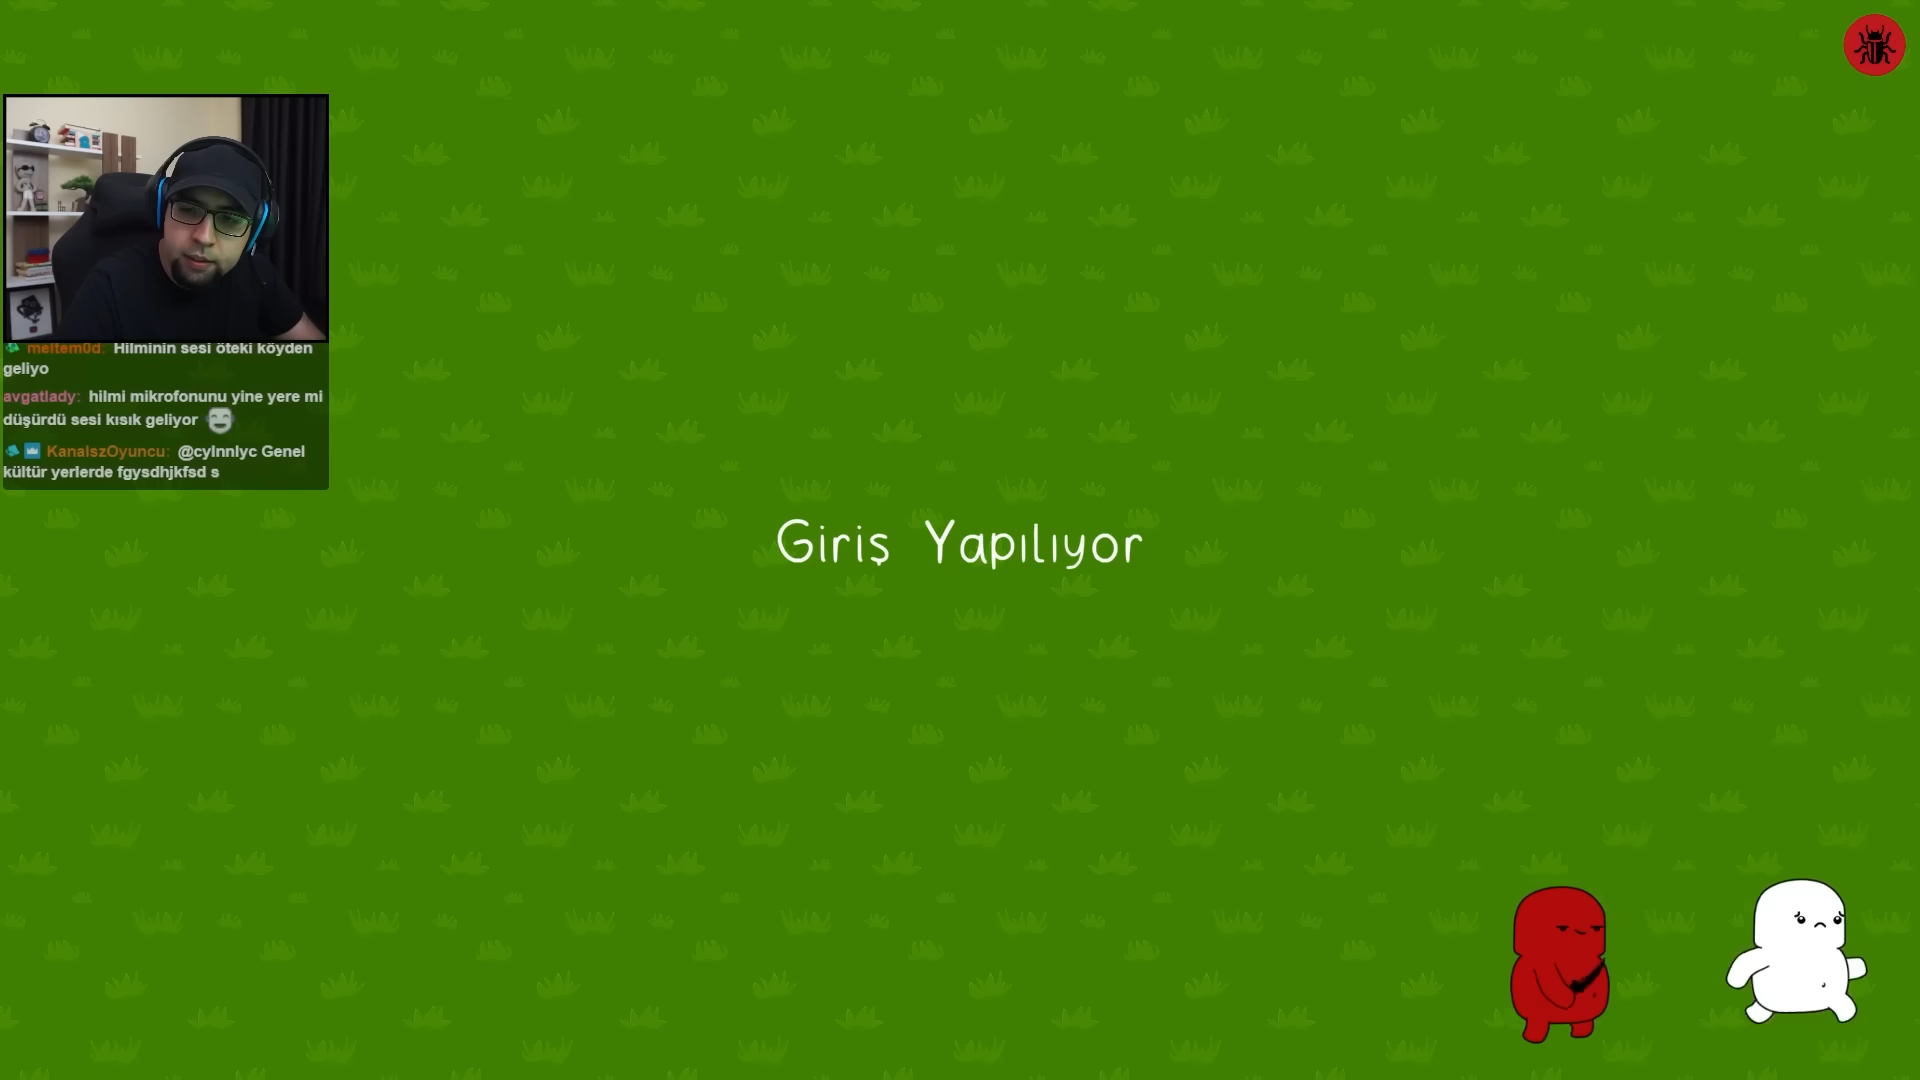 meltem0d: Hilminin sesi öteki köyden
geliyo
avgatlady: hilmi mikrofonunu yine yere mi
düşürdü sesi kısık geliyor
KanalszOyuncu: @cylnnlyc Genel
kültür yerlerde fgysdhjkfsd s
Giriş Yapılıyor